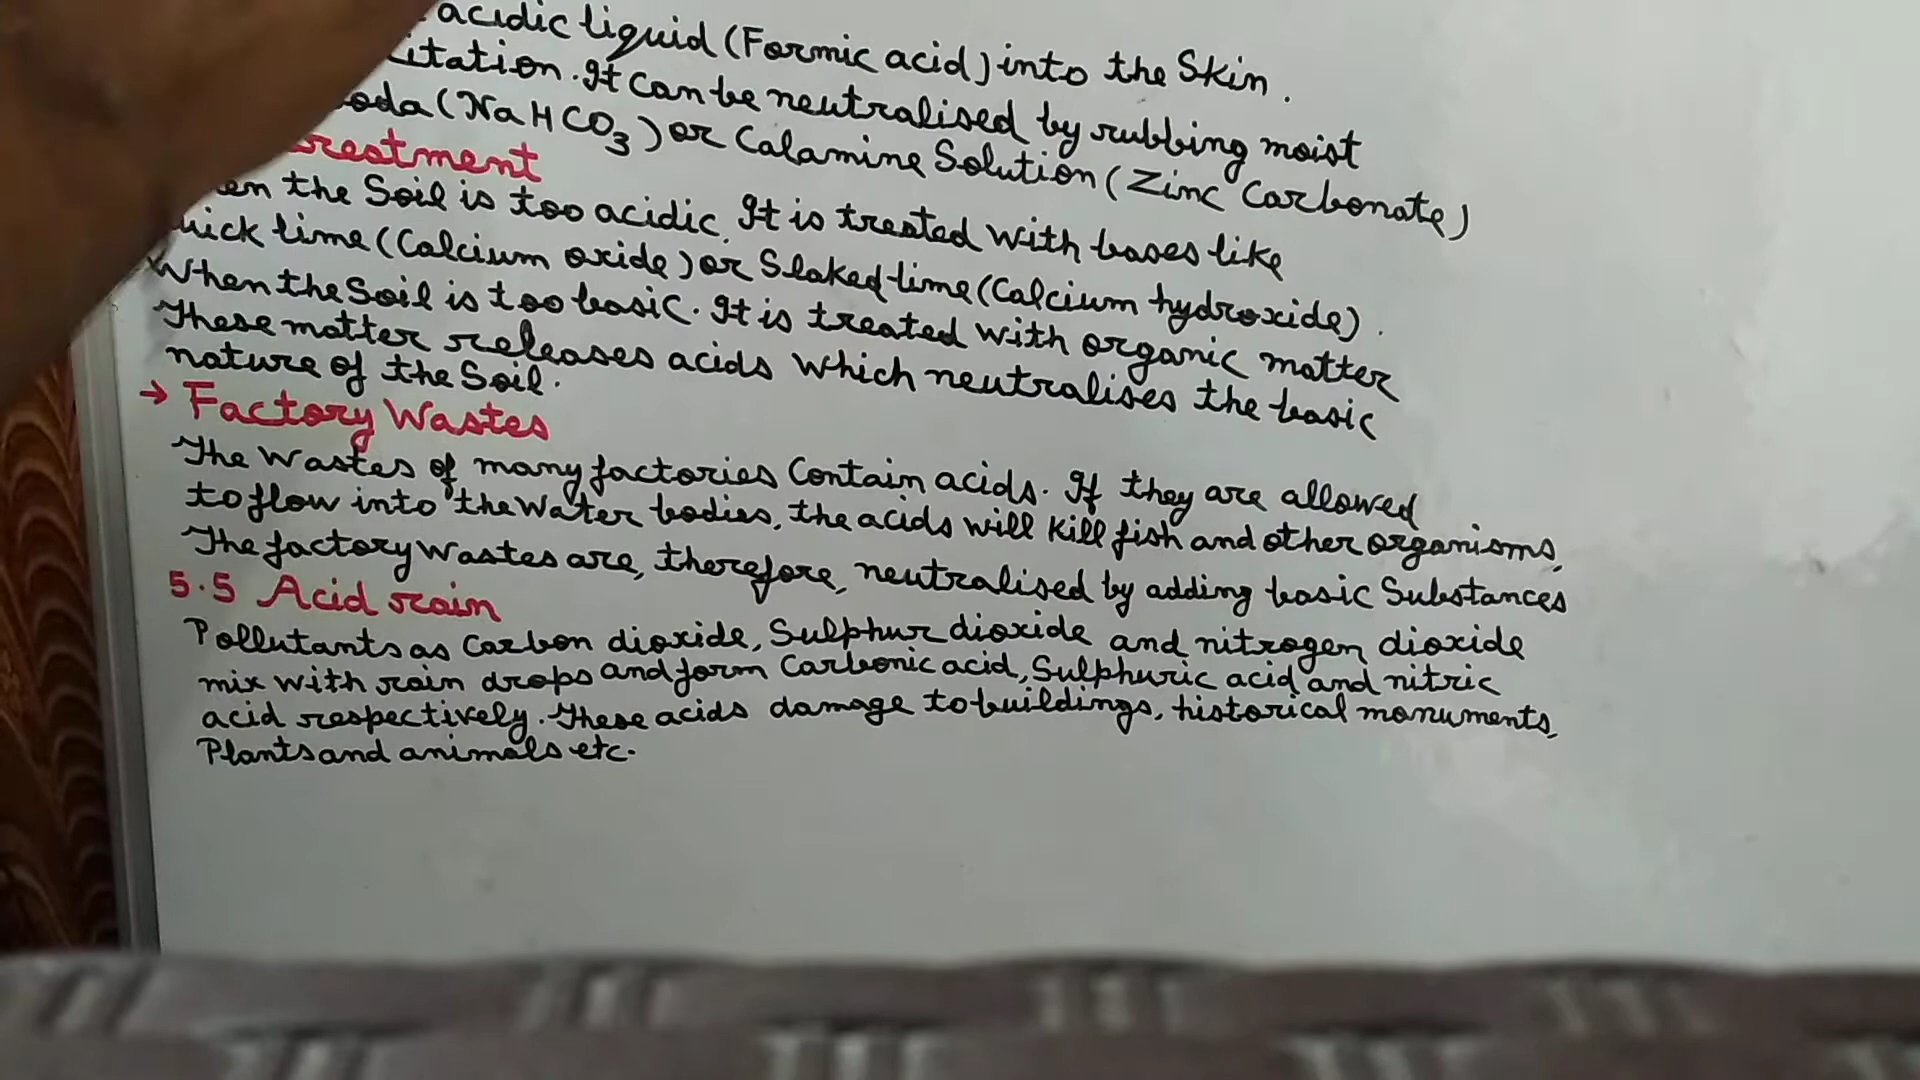 acidic liquid (Formic acid) into the Skin.
It can be neutralised by rubbing moist
(NaHCO3) or Calamine Solution (Zinc Carbonate)
the Soil is too acidic. It is treated with bases like
lime (Calcium oxide) or Slaked lime (Calcium hydroxide).
When the Soil is too basic. It is treated with organic matter
These matter releases acids which neutralises the basic
nature of the Soil.
→ Factory Wastes
The Wastes of many factories Contain acids. If they are allowed
to flow into the Water bodies, the acids will Kill fish and other organisms,
The factory Wastes are, therefore, neutralised by adding basic Substances
5.5 Acid rain
Pollutants as Carbon dioxide, Sulphur dioxide and nitrogen dioxide
mix with rain drops and form Carbonic acid, Sulphuric acid and nitric
acid respectively. These acids damage to buildings, historical monuments,
Plants and animals etc.